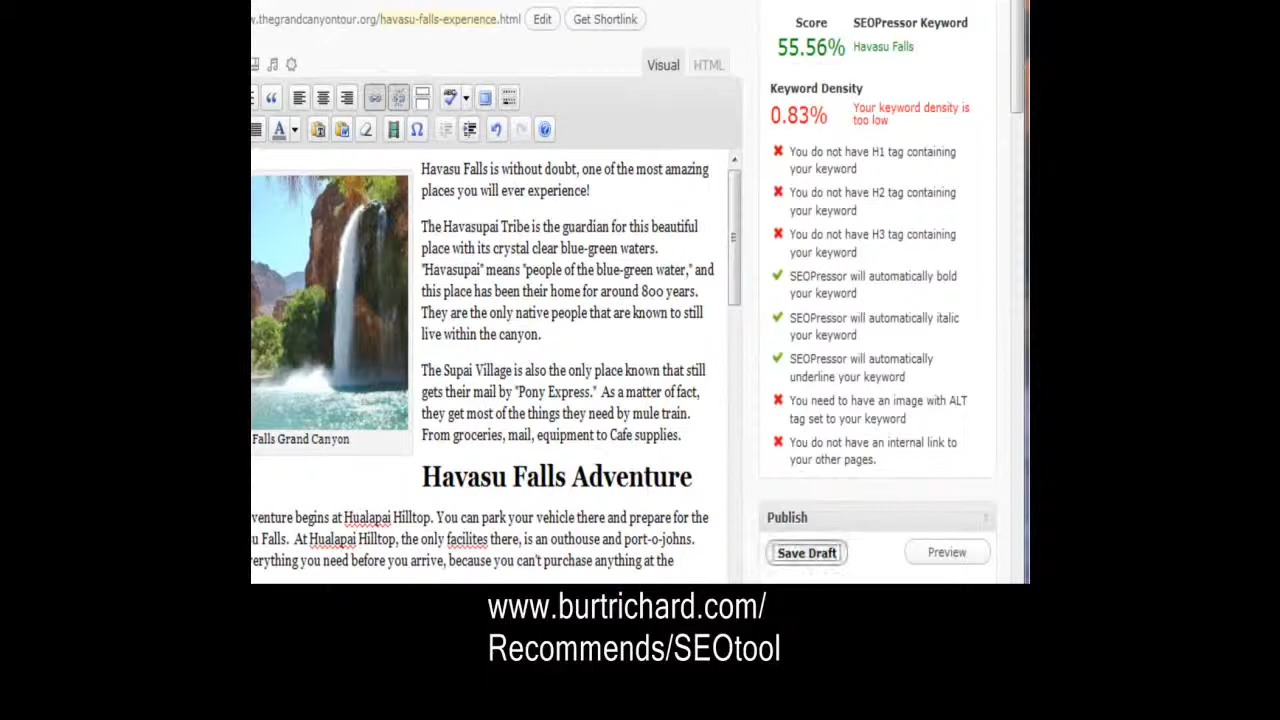 w.thegrandcanyontour.org/havasu-falls-experience.html Edit Get Shortlink
Visual HTML
Havasu Falls is without doubt, one of the most amazing
places you will ever experience!
The Havasupai Tribe is the guardian for this beautiful
place with its crystal clear blue-green waters.
"Havasupai" means "people of the blue-green water," and
this place has been their home for around 800 years.
They are the only native people that are known to still
live within the canyon.
The Supai Village is also the only place known that still
gets their mail by "Pony Express." As a matter of fact,
they get most of the things they need by mule train.
From groceries, mail, equipment to Cafe supplies.
Falls Grand Canyon
Havasu Falls Adventure
venture begins at Hualapai Hilltop. You can park your vehicle there and prepare for the
u Falls. At Hualapai Hilltop, the only facilites there, is an outhouse and port-o-johns.
verything you need before you arrive, because you can't purchase anything at the
Score SEOPressor Keyword
55.56% Havasu Falls
Keyword Density
0.83% Your keyword density is
too low
You do not have H1 tag containing
your keyword
You do not have H2 tag containing
your keyword
You do not have H3 tag containing
your keyword
SEOPressor will automatically bold
your keyword
SEOPressor will automatically italic
your keyword
SEOPressor will automatically
underline your keyword
You need to have an image with ALT
tag set to your keyword
You do not have an internal link to
your other pages.
Publish
Save Draft Preview
www.burtrichard.com/
Recommends/SEOtool